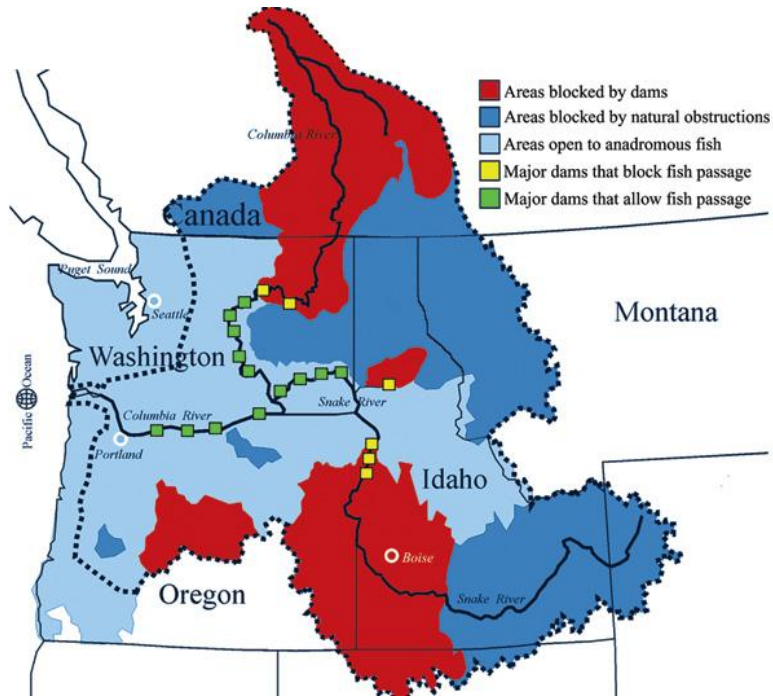 Areas blocked by dams
Areas blocked by natural obstructions
Areas open to anadromous fish
Major dams that block fish passage
Major dams that allow fish passage
Columbia River
Canada
Puget Sound
Seattle
Montana
Washington
Pacific Ocean
Columbia River
Snake River
Portland
Idaho
Boise
Oregon
Snake River